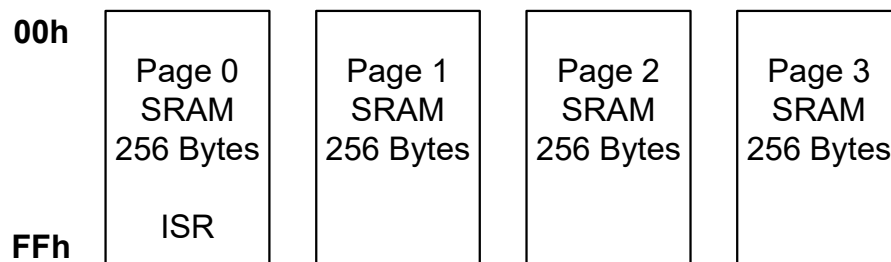 00h
Page 0
SRAM
256 Bytes
ISR
Page 1
SRAM
256 Bytes
Page 2
SRAM
256 Bytes
Page 3
SRAM
256 Bytes
FFh